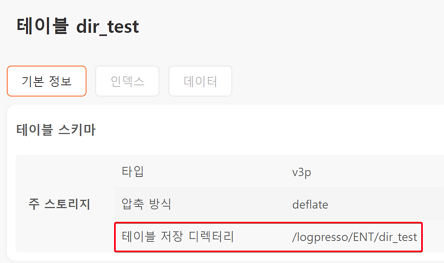 테이블 dir_test
기본 정보 인덱스 데이터
테이블 스키마
주 스토리지
타입 v3p
압축 방식 deflate
테이블 저장 디렉터리 /logpresso/ENT/dir_test